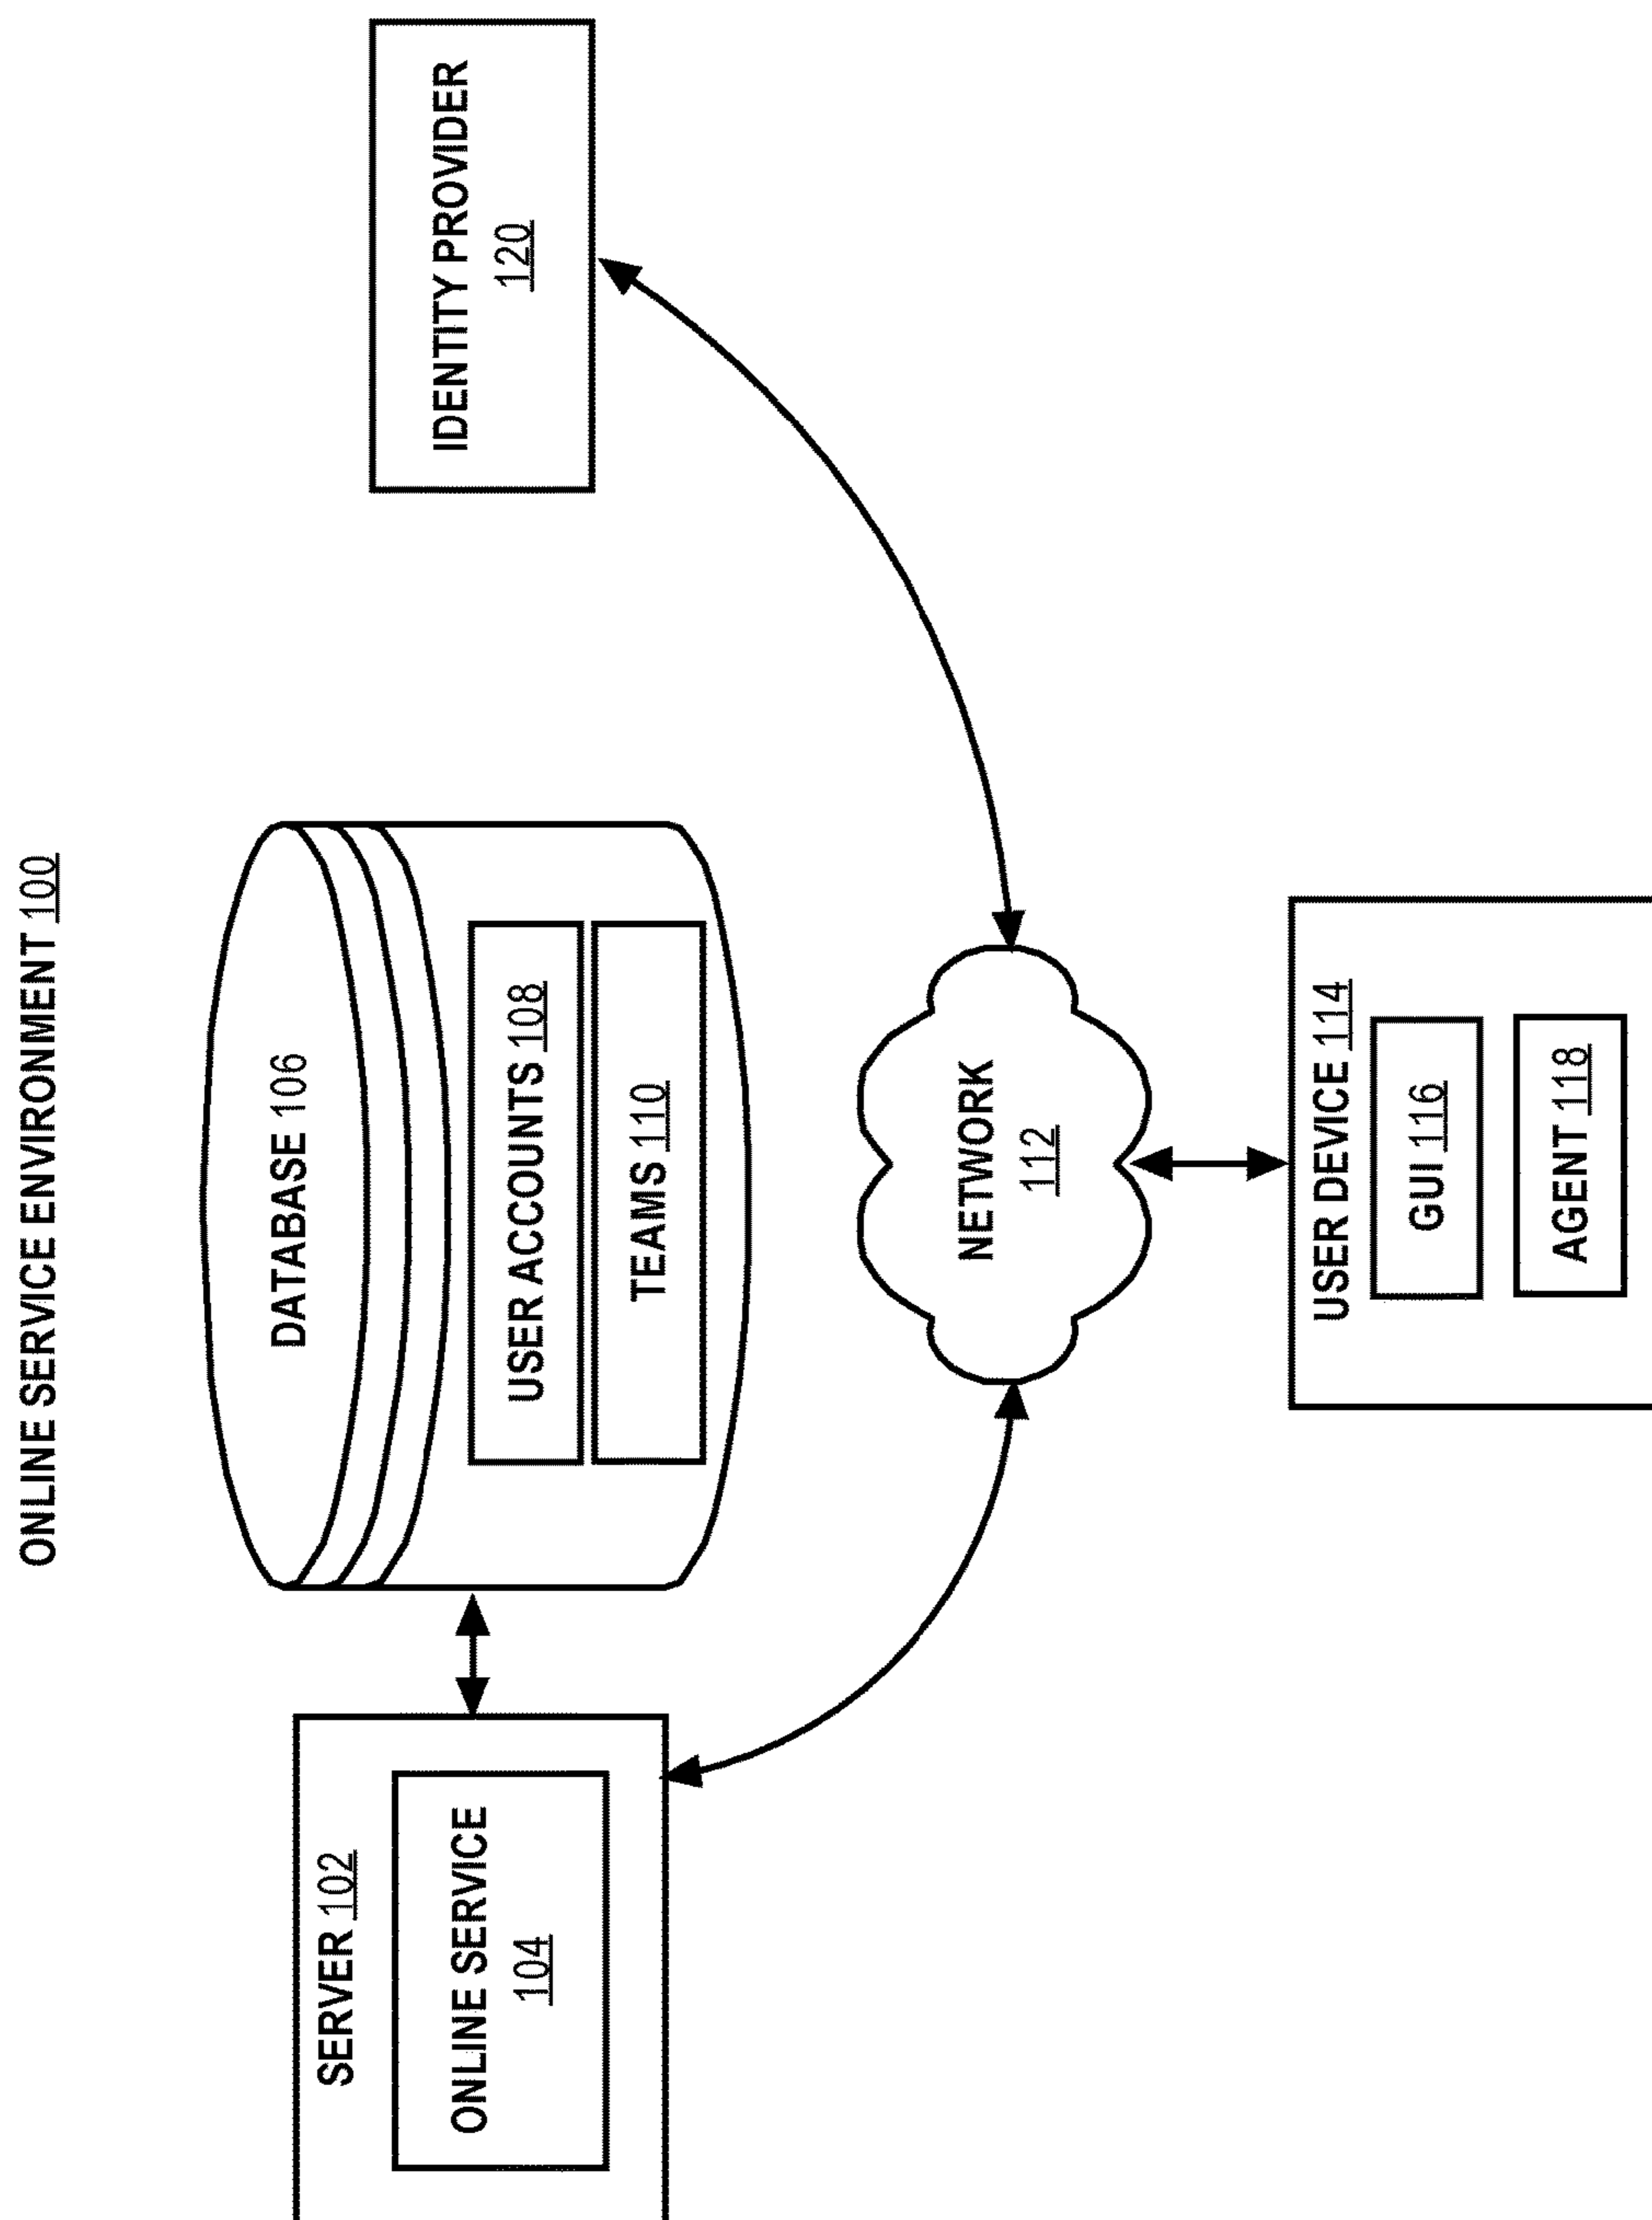 ONLINE SERVICE ENVIRONMENT 100
SERVER 102
ONLINE SERVICE
104
DATABASE 106
USER ACCOUNTS 108
TEAMS 110
IDENTITY PROVIDER
120
NETWORK
112
USER DEVICE 114
GUI 116
AGENT 118